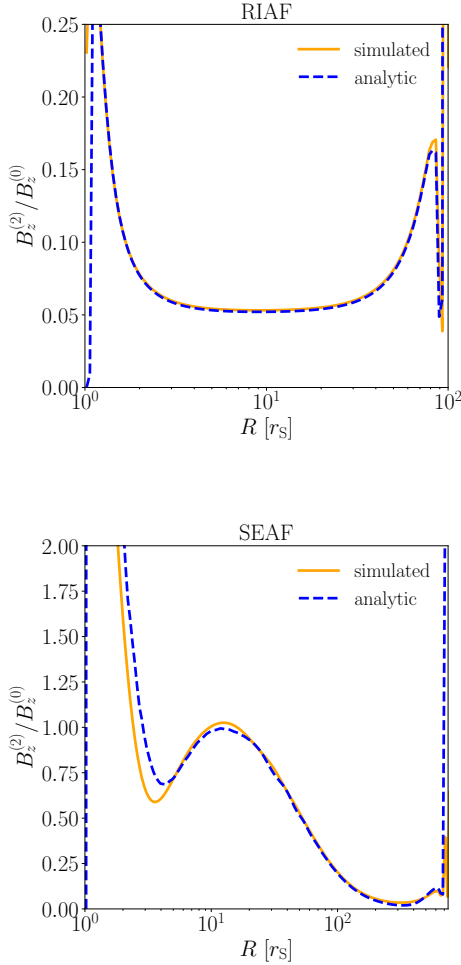 RIAF
0.25
0.20
0.15
0.10
0.05
0.00
B_z^{(2)}/B_z^{(0)}
simulated
analytic
10^0
10^1
10^2
R [r_S]
SEAF
2.00
1.75
1.50
1.25
1.00
0.75
0.50
0.25
0.00
B_z^{(2)}/B_z^{(0)}
simulated
analytic
10^0
10^1
10^2
R [r_S]